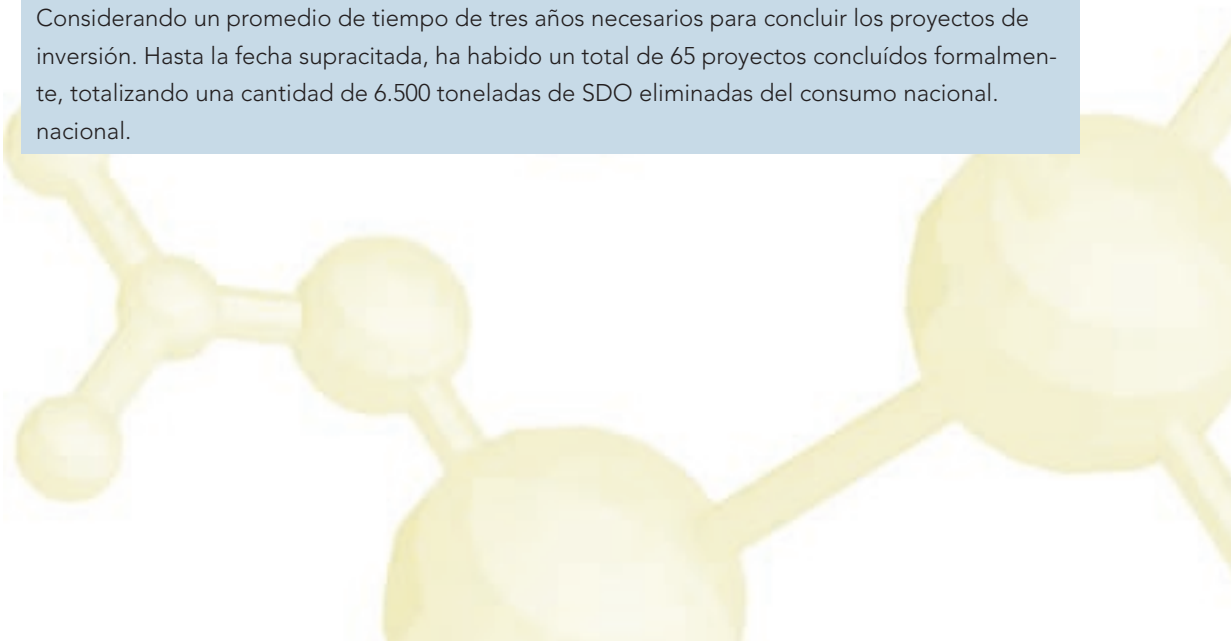 Considerando un promedio de tiempo de tres años necesarios para concluir los proyectos de
inversión. Hasta la fecha supracitada, ha habido un total de 65 proyectos concluídos formalmen-
te, totalizando una cantidad de 6.500 toneladas de SDO eliminadas del consumo nacional.
nacional.